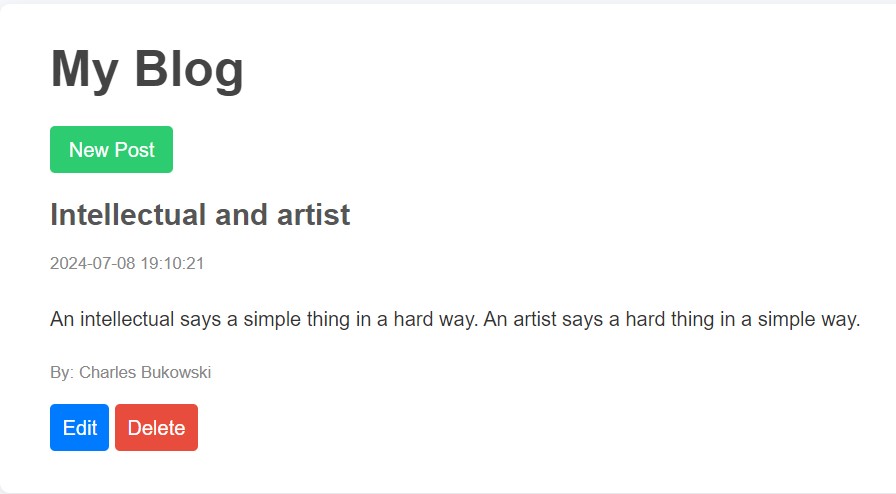 My Blog
New Post
Intellectual and artist
2024-07-08 19:10:21
An intellectual says a simple thing in a hard way. An artist says a hard thing in a simple way.
By: Charles Bukowski
Edit Delete